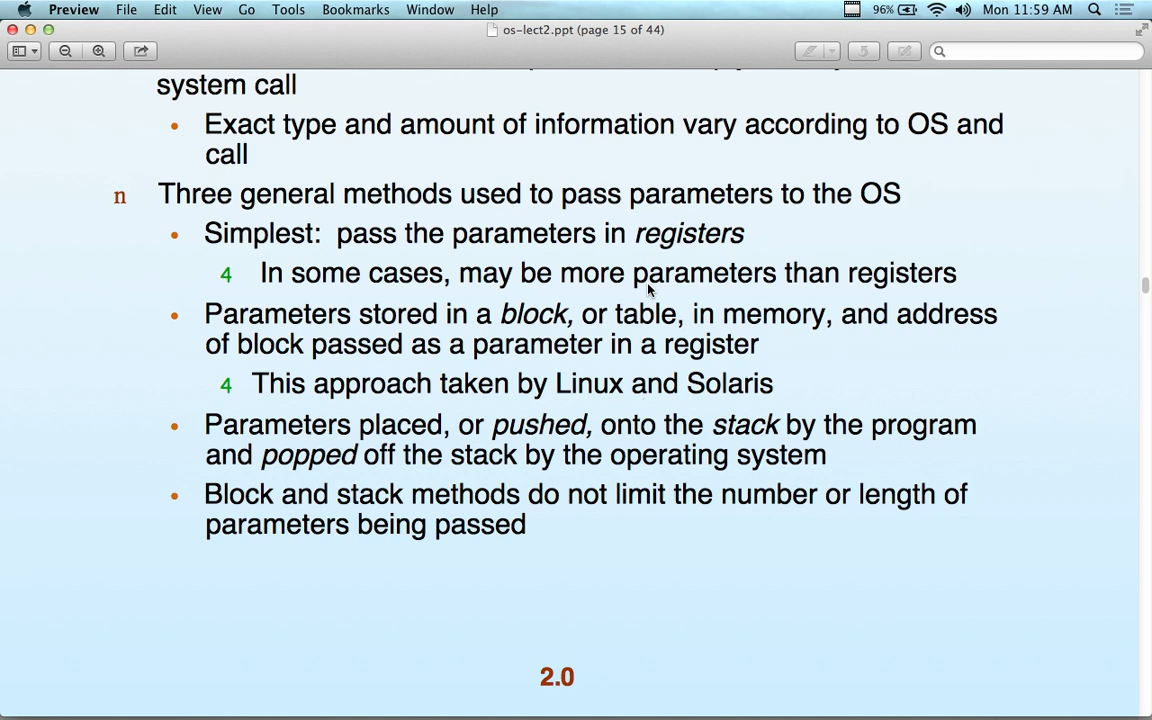 Preview File Edit View Go Tools Bookmarks Window Help 96% Mon 11:59 AM
os-lect2.ppt (page 15 of 44)
system call
• Exact type and amount of information vary according to OS and
call
n Three general methods used to pass parameters to the OS
• Simplest: pass the parameters in registers
4 In some cases, may be more parameters than registers
• Parameters stored in a block, or table, in memory, and address
of block passed as a parameter in a register
4 This approach taken by Linux and Solaris
• Parameters placed, or pushed, onto the stack by the program
and popped off the stack by the operating system
• Block and stack methods do not limit the number or length of
parameters being passed
2.0